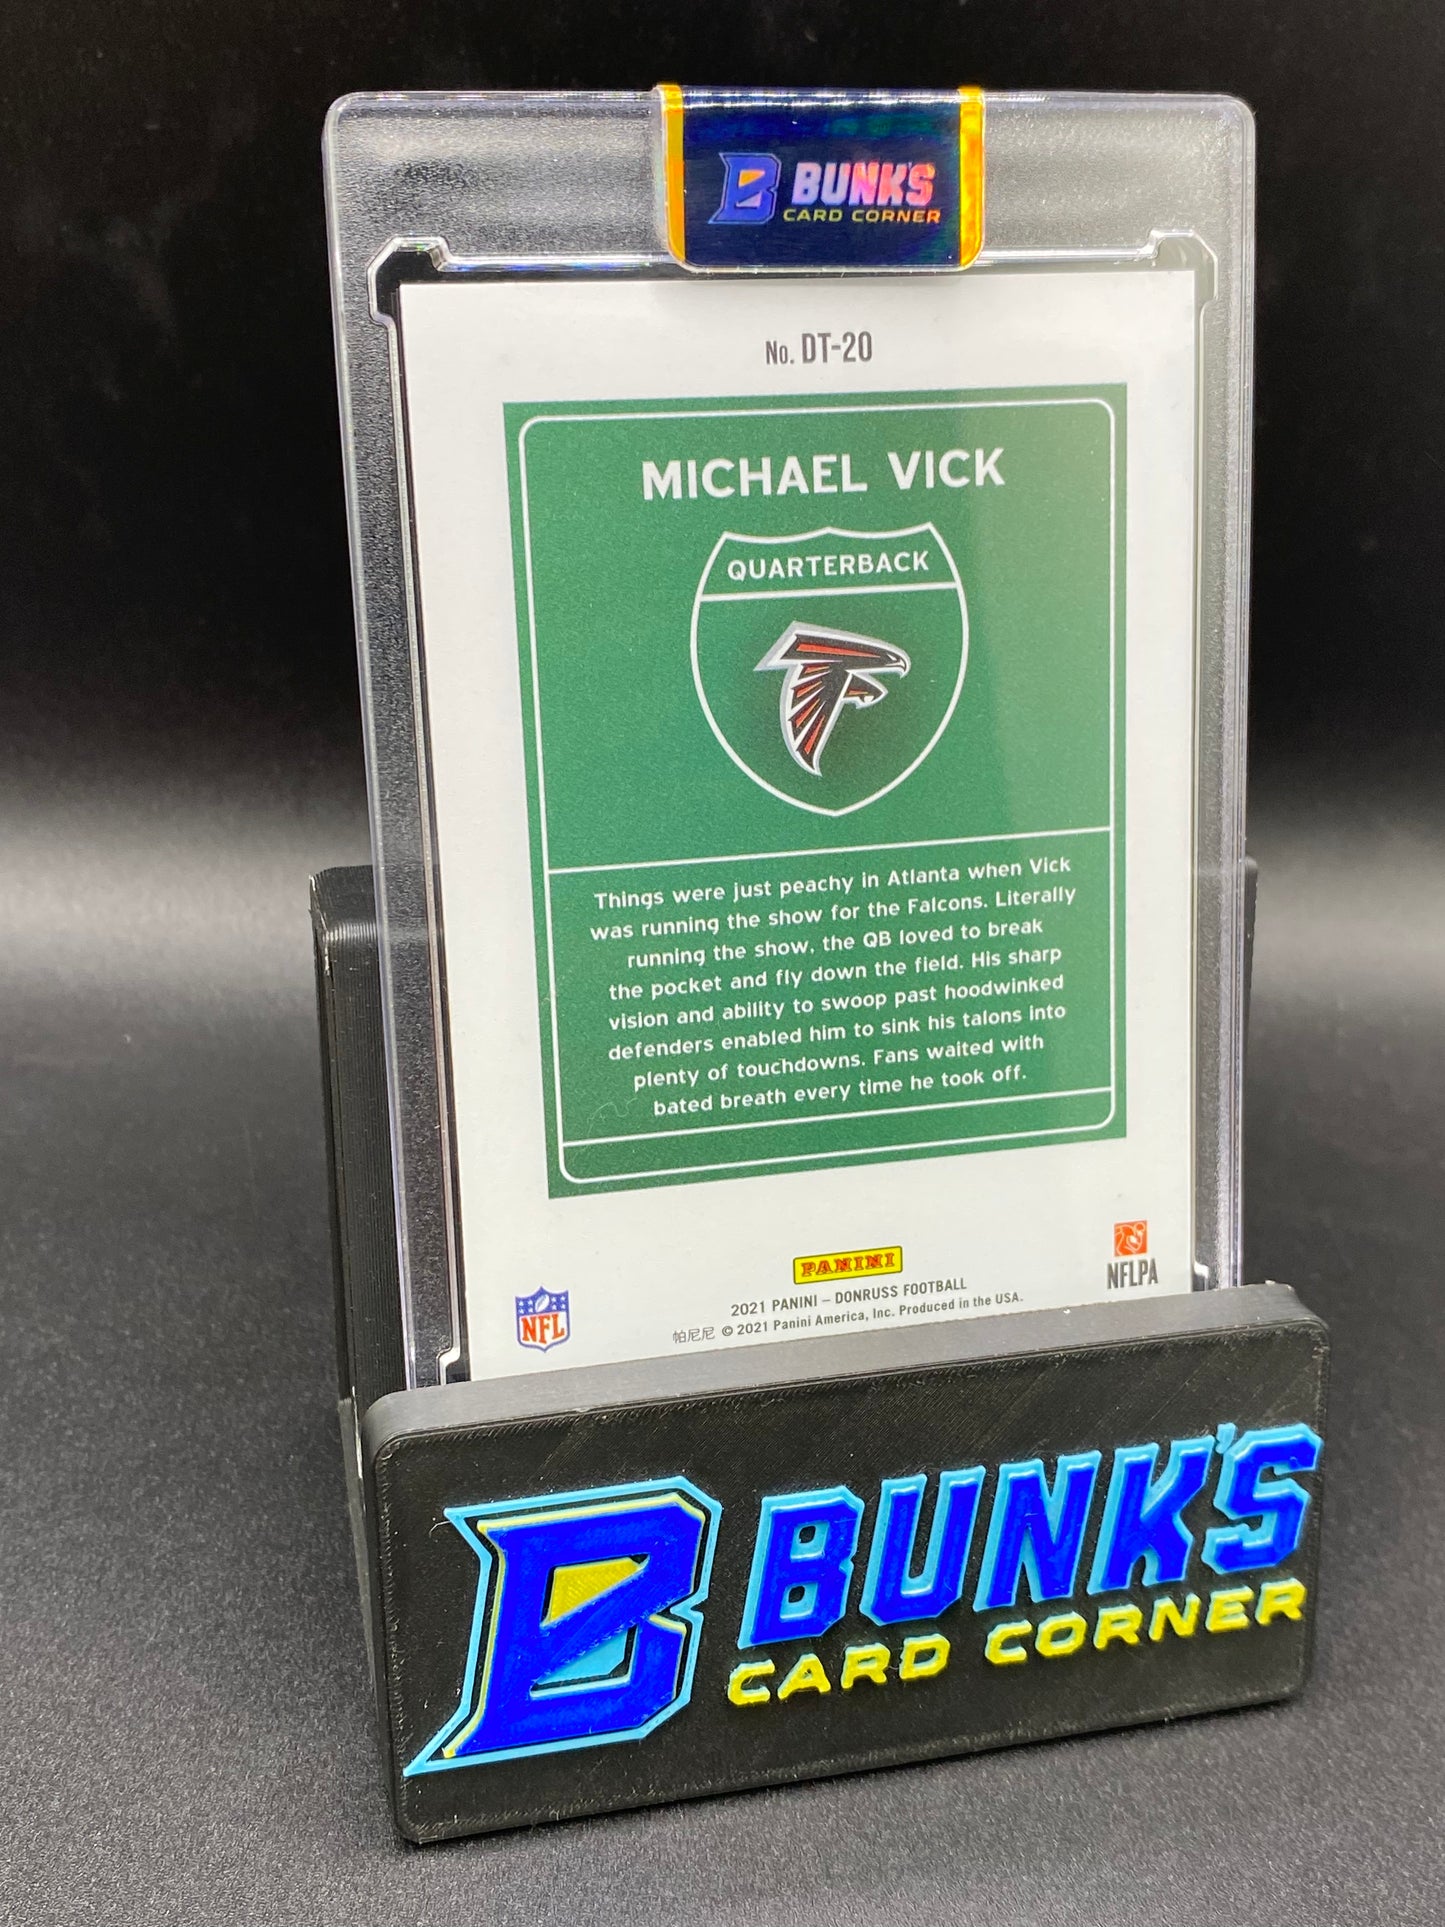 B BUNK'S
CARD CORNER
No. DT-20
MICHAEL VICK
QUARTERBACK
Things were just peachy in Atlanta when Vick
was running the show for the Falcons. Literally
running the show, the QB loved to break
the pocket and fly down the field. His sharp
vision and ability to swoop past hoodwinked
defenders enabled him to sink his talons into
plenty of touchdowns. Fans waited with
bated breath every time he took off.
PANINI
NFL
NFLPA
2021 PANINI – DONRUSS FOOTBALL
帕尼尼 © 2021 Panini America, Inc. Produced in the USA.
B BUNK'S
CARD CORNER